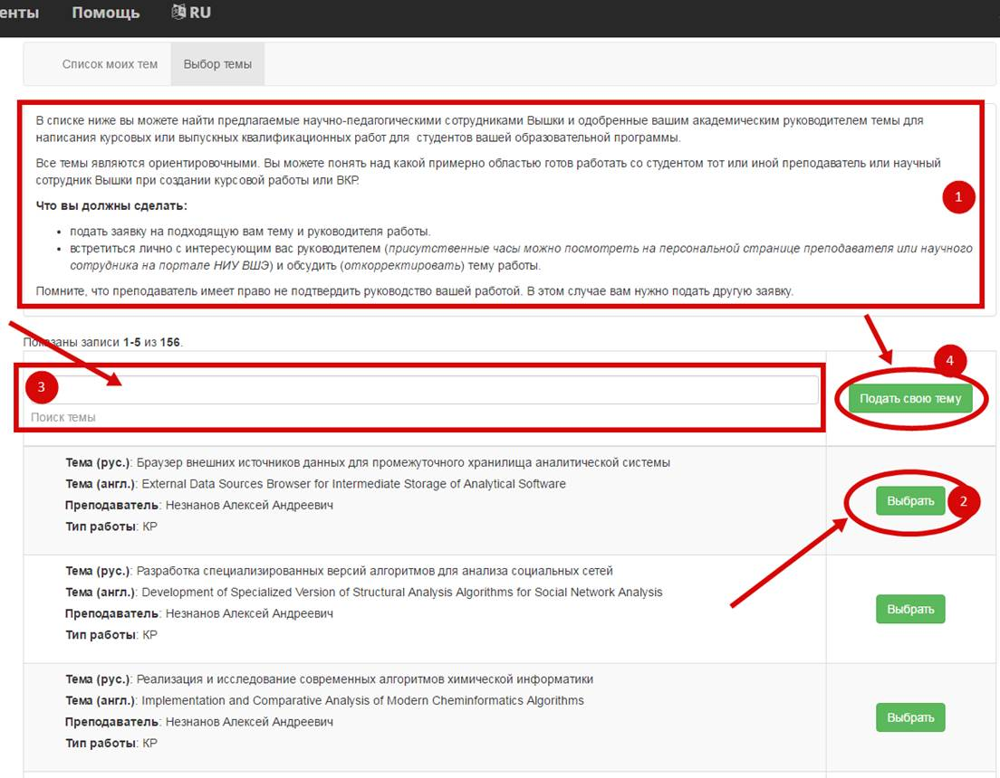 енты Помощь RU
Список моих тем Выбор темы
В списке ниже вы можете найти предлагаемые научно-педагогическими сотрудниками Вышки и одобренные вашим академическим руководителем темы для
написания курсовых или выпускных квалификационных работ для студентов вашей образовательной программы.
Все темы являются ориентировочными. Вы можете понять над какой примерно областью готов работать со студентом тот или иной преподаватель или научный
сотрудник Вышки при создании курсовой работы или ВКР.
1
Что вы должны сделать:
• подать заявку на подходящую вам тему и руководителя работы.
• встретиться лично с интересующим вас руководителем (присутственные часы можно посмотреть на персональной странице преподавателя или научного
сотрудника на портале НИУ ВШЭ) и обсудить (откорректировать) тему работы.
Помните, что преподаватель имеет право не подтвердить руководство вашей работой. В этом случае вам нужно подать другую заявку.
Показаны записи 1-5 из 156.
4
3
Подать свою тему
Поиск темы
Тема (рус.): Браузер внешних источников данных для промежуточного хранилища аналитической системы
Тема (англ.): External Data Sources Browser for Intermediate Storage of Analytical Software
Преподаватель: Незнанов Алексей Андреевич
Тип работы: КР
Выбрать 2
Тема (рус.): Разработка специализированных версий алгоритмов для анализа социальных сетей
Тема (англ.): Development of Specialized Version of Structural Analysis Algorithms for Social Network Analysis
Преподаватель: Незнанов Алексей Андреевич
Тип работы: КР
Выбрать
Тема (рус.): Реализация и исследование современных алгоритмов химической информатики
Тема (англ.): Implementation and Comparative Analysis of Modern Cheminformatics Algorithms
Преподаватель: Незнанов Алексей Андреевич
Тип работы: КР
Выбрать